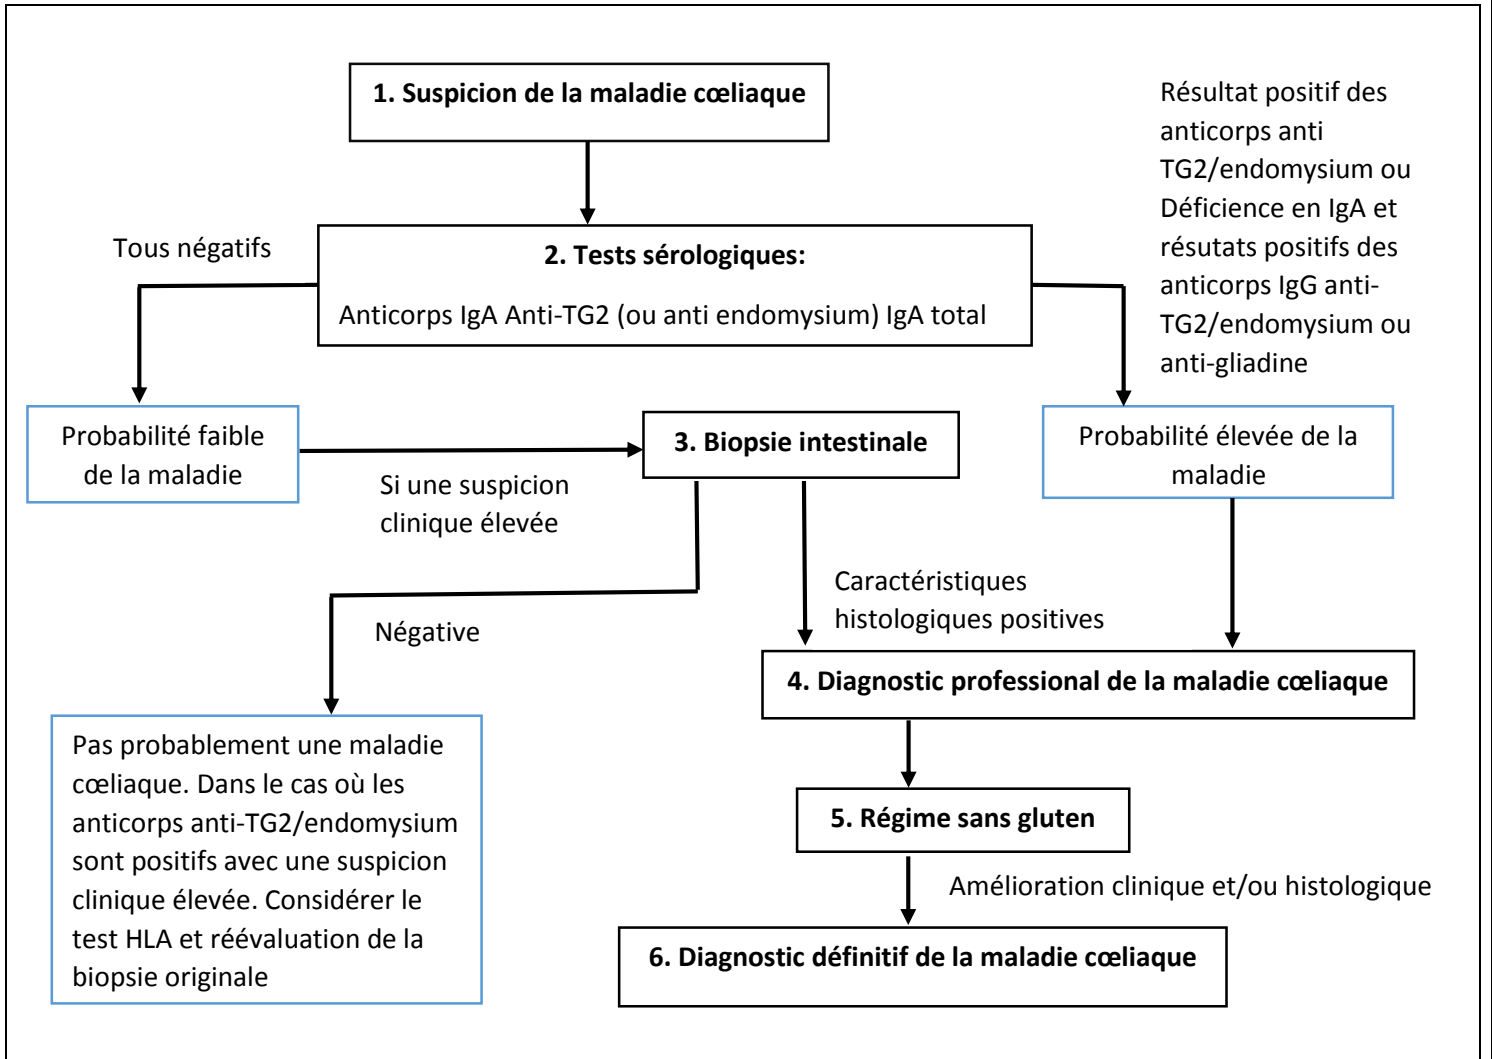 1. Suspicion de la maladie cœliaque
Résultat positif des
anticorps anti
TG2/endomysium ou
Déficience en IgA et
résutats positifs des
anticorps IgG anti-
TG2/endomysium ou
anti-gliadine
Tous négatifs
2. Tests sérologiques:
Anticorps IgA Anti-TG2 (ou anti endomysium) IgA total
Probabilité faible
de la maladie
Si une suspicion
clinique élevée
3. Biopsie intestinale
Probabilité élevée de la
maladie
Négative
Caractéristiques
histologiques positives
4. Diagnostic professional de la maladie cœliaque
Pas probablement une maladie
cœliaque. Dans le cas où les
anticorps anti-TG2/endomysium
sont positifs avec une suspicion
clinique élevée. Considérer le
test HLA et réévaluation de la
biopsie originale
5. Régime sans gluten
Amélioration clinique et/ou histologique
6. Diagnostic définitif de la maladie cœliaque